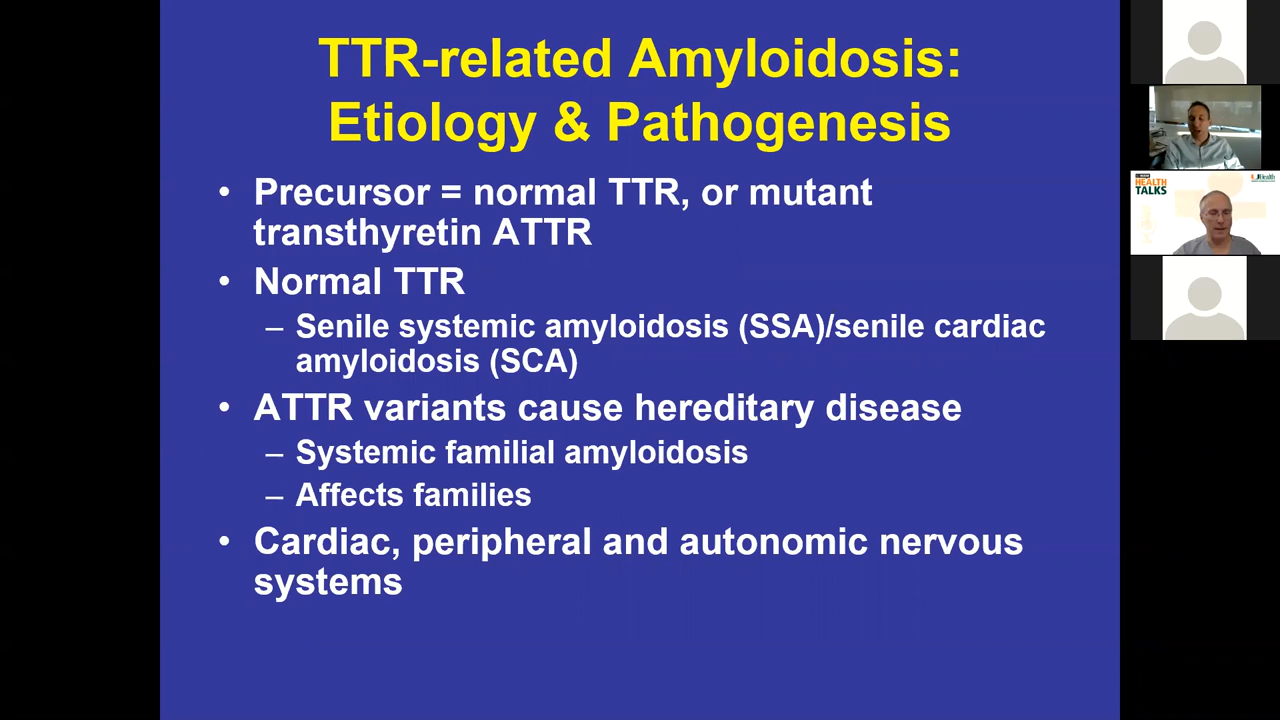 TTR-related Amyloidosis:
Etiology & Pathogenesis
• Precursor = normal TTR, or mutant
transthyretin ATTR
• Normal TTR
– Senile systemic amyloidosis (SSA)/senile cardiac
amyloidosis (SCA)
• ATTR variants cause hereditary disease
– Systemic familial amyloidosis
– Affects families
• Cardiac, peripheral and autonomic nervous
systems
HEALTH
TALKS
Health